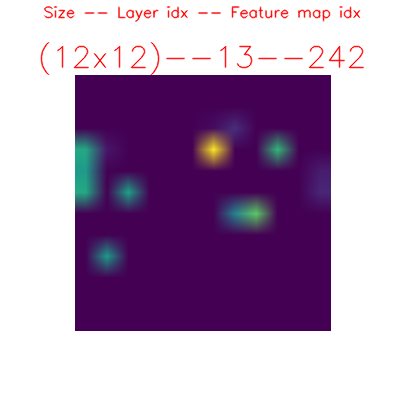 Size -- Layer idx -- Feature map idx
(12x12)--13--242